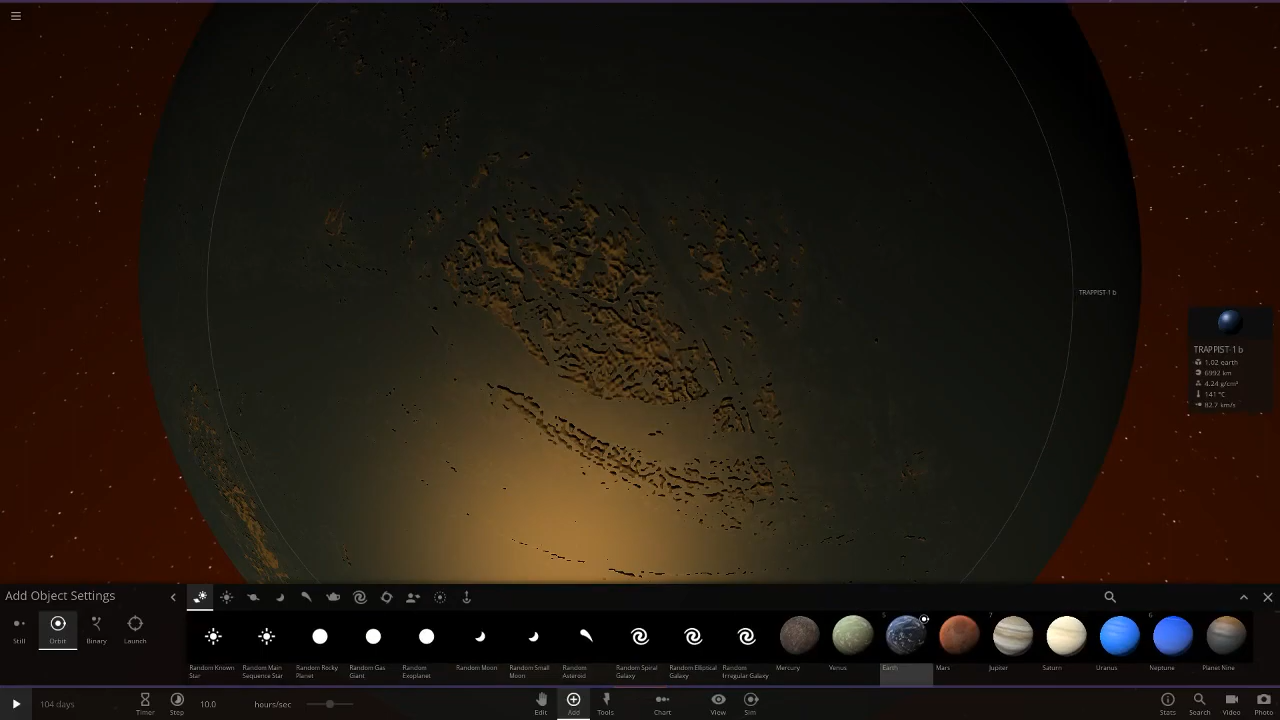 TRAPPIST-1 b
TRAPPIST-1 b
1.02 earth
6992 km
4.24 g/cm³
141 °C
82.7 km/s
Add Object Settings
Still
Orbit
Binary
Launch
Random Known Star
Random Main Sequence Star
Random Rocky Planet
Random Gas Giant
Random Exoplanet
Random Moon
Random Small Moon
Random Asteroid
Random Spiral Galaxy
Random Elliptical Galaxy
Random Irregular Galaxy
Mercury
Venus
5
Earth
Mars
7
Jupiter
Saturn
Uranus
6
Neptune
Planet Nine
104 days
Timer
Step
10.0
hours/sec
Edit
Add
Tools
Chart
View
Sim
Stats
Search
Video
Photo